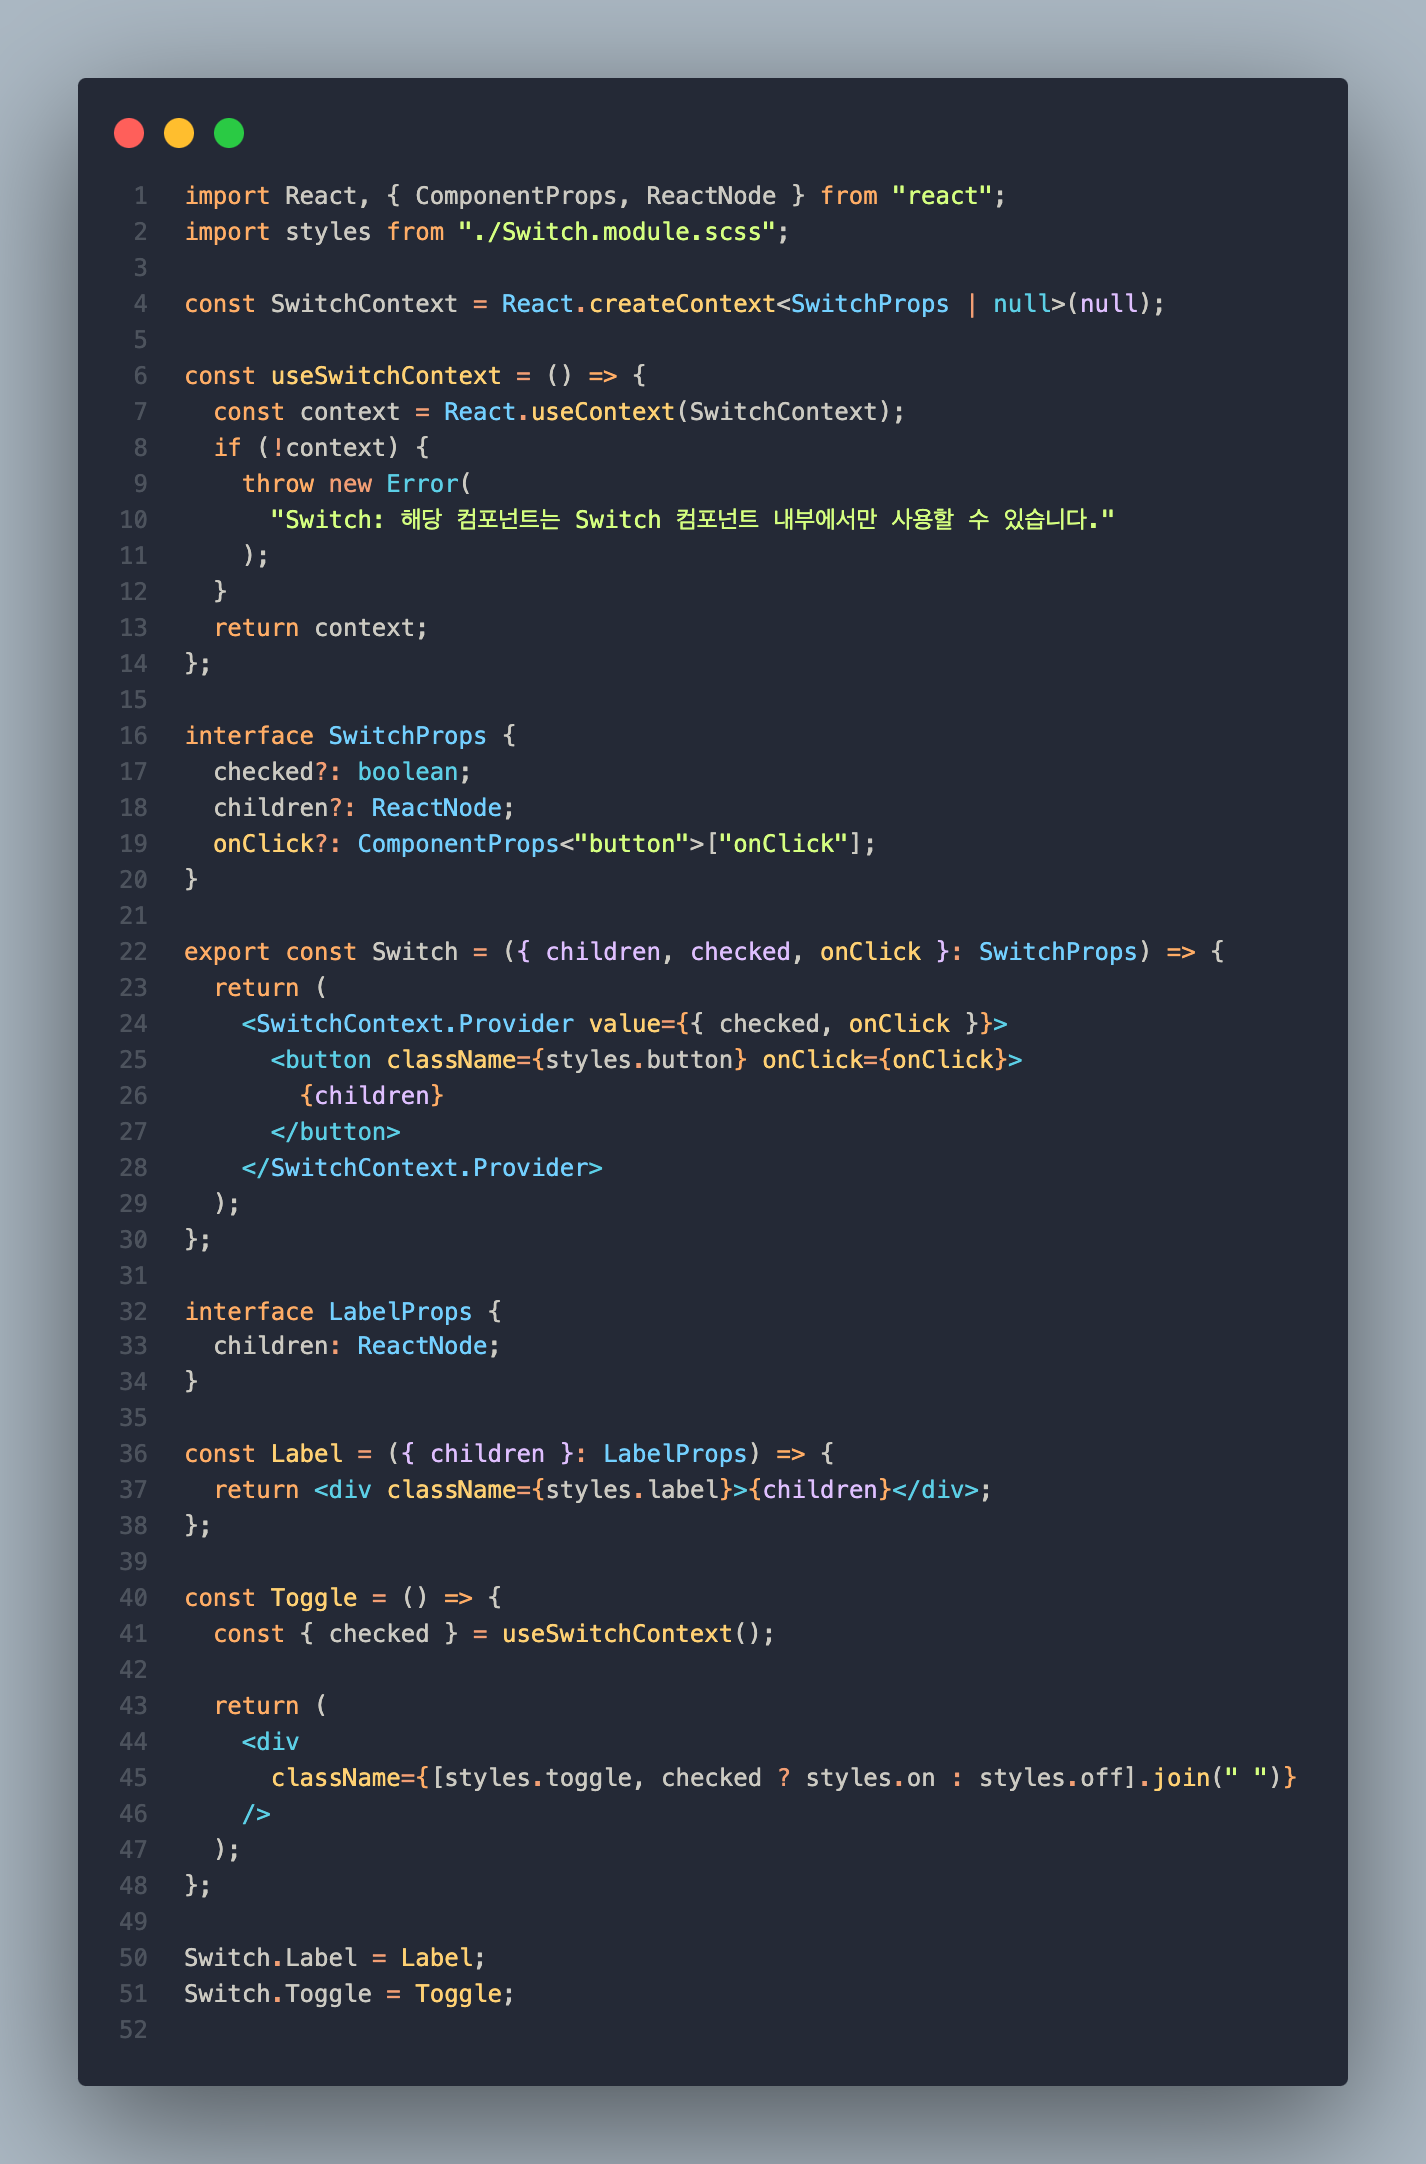 1 import React, { ComponentProps, ReactNode } from "react";
2 import styles from "./Switch.module.scss";
3
4 const SwitchContext = React.createContext<SwitchProps | null>(null);
5
6 const useSwitchContext = () => {
7   const context = React.useContext(SwitchContext);
8   if (!context) {
9     throw new Error(
10       "Switch: 해당 컴포넌트는 Switch 컴포넌트 내부에서만 사용할 수 있습니다."
11     );
12   }
13   return context;
14 };
15
16 interface SwitchProps {
17   checked?: boolean;
18   children?: ReactNode;
19   onClick?: ComponentProps<"button">["onClick"];
20 }
21
22 export const Switch = ({ children, checked, onClick }: SwitchProps) => {
23   return (
24     <SwitchContext.Provider value={{ checked, onClick }}>
25       <button className={styles.button} onClick={onClick}>
26         {children}
27       </button>
28     </SwitchContext.Provider>
29   );
30 };
31
32 interface LabelProps {
33   children: ReactNode;
34 }
35
36 const Label = ({ children }: LabelProps) => {
37   return <div className={styles.label}>{children}</div>;
38 };
39
40 const Toggle = () => {
41   const { checked } = useSwitchContext();
42
43   return (
44     <div
45       className={[styles.toggle, checked ? styles.on : styles.off].join(" ")}
46     />
47   );
48 };
49
50 Switch.Label = Label;
51 Switch.Toggle = Toggle;
52